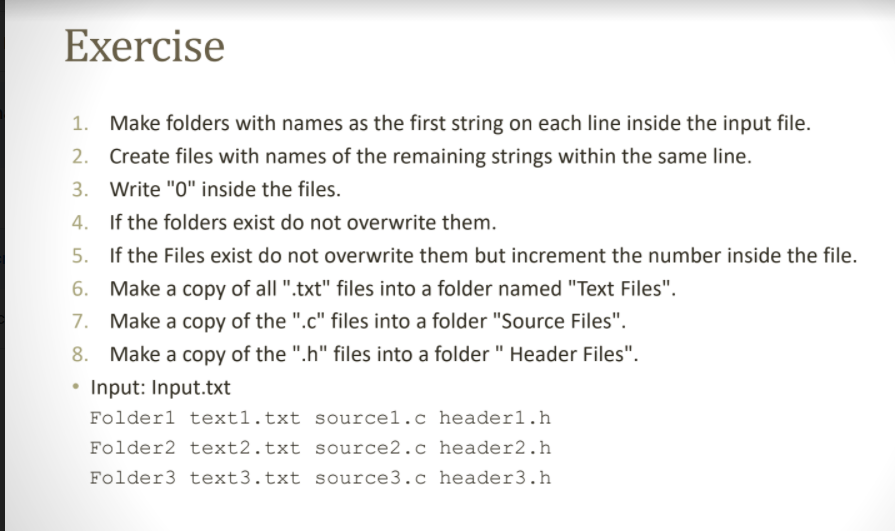 Exercise
1. Make folders with names as the first string on each line inside the input file.
2. Create files with names of the remaining strings within the same line.
3. Write "0" inside the files.
4. If the folders exist do not overwrite them.
5. If the Files exist do not overwrite them but increment the number inside the file.
6. Make a copy of all ".txt" files into a folder named "Text Files".
7. Make a copy of the ".c" files into a folder "Source Files".
8. Make a copy of the ".h" files into a folder " Header Files".
• Input: Input.txt
Folder1 text1.txt source1.c header1.h
Folder2 text2.txt source2.c header2.h
Folder3 text3.txt source3.c header3.h